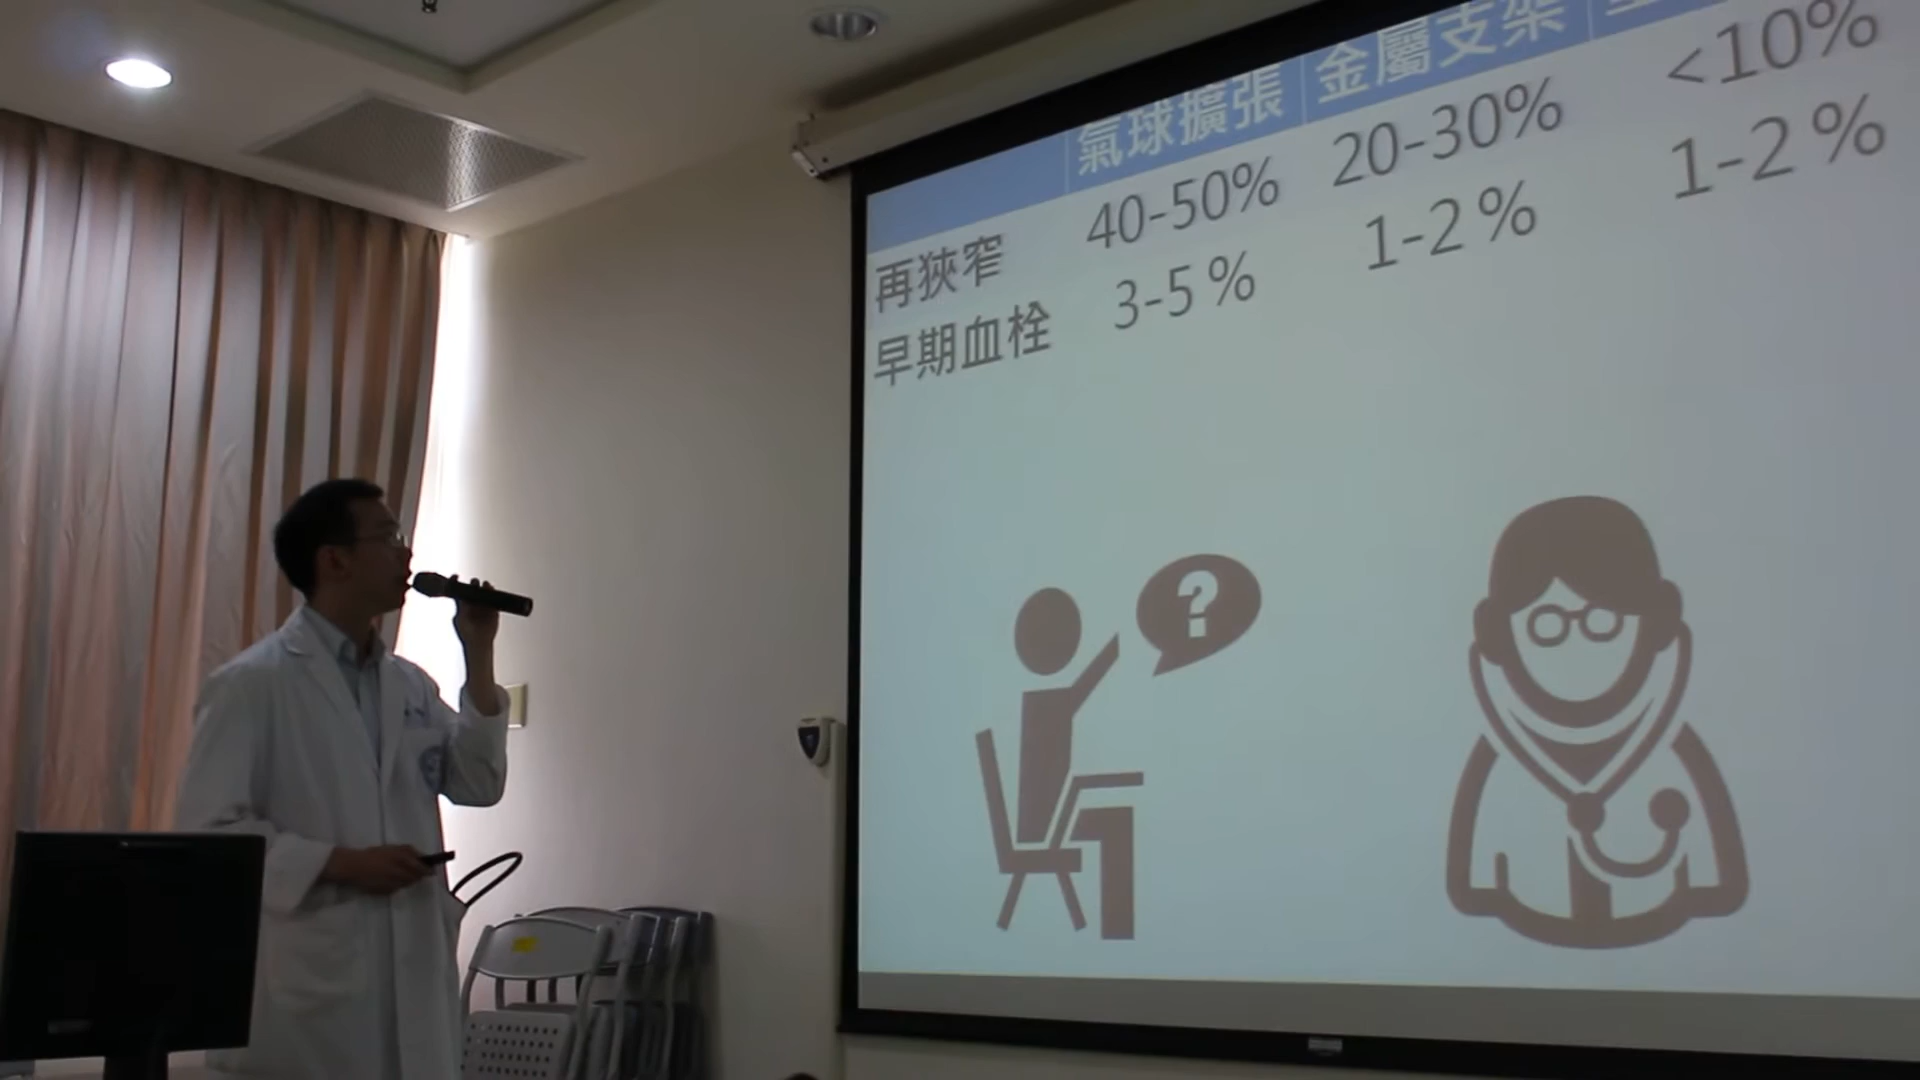 氣球擴張 金屬支架
再狹窄 40-50% 20-30% <10%
早期血栓 3-5% 1-2% 1-2%
?